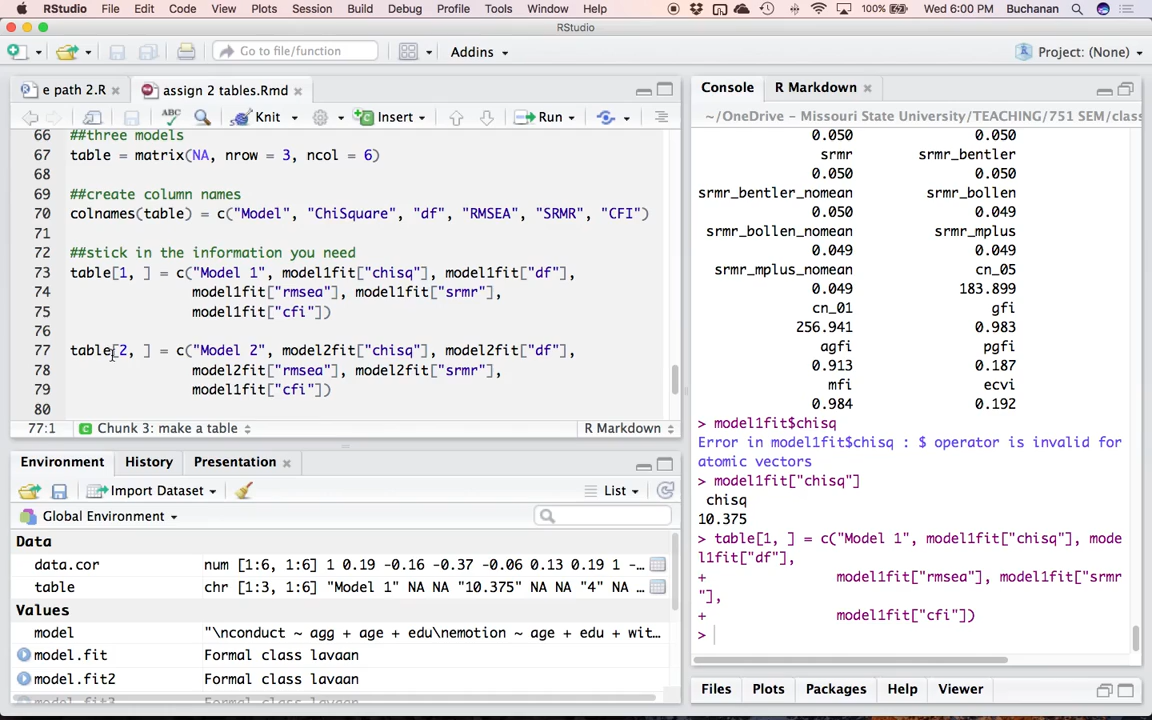 RStudio File Edit Code View Plots Session Build Debug Profile Tools Window Help 100% Wed 6:00 PM Buchanan
RStudio
Go to file/function Addins Project: (None)
e path 2.R assign 2 tables.Rmd
ABC Knit Insert Run
66 ##three models
67 table = matrix(NA, nrow = 3, ncol = 6)
68
69 ##create column names
70 colnames(table) = c("Model", "ChiSquare", "df", "RMSEA", "SRMR", "CFI")
71
72 ##stick in the information you need
73 table[1, ] = c("Model 1", model1fit["chisq"], model1fit["df"],
74 model1fit["rmsea"], model1fit["srmr"],
75 model1fit["cfi"])
76
77 table[2, ] = c("Model 2", model2fit["chisq"], model2fit["df"],
78 model2fit["rmsea"], model2fit["srmr"],
79 model1fit["cfi"])
80
77:1 Chunk 3: make a table R Markdown
Environment History Presentation
Import Dataset List
Global Environment
Data
data.cor num [1:6, 1:6] 1 0.19 -0.16 -0.37 -0.06 0.13 0.19 1 -...
table chr [1:3, 1:6] "Model 1" NA NA "10.375" NA NA "4" NA ...
Values
model "\nconduct ~ agg + age + edu\nemotion ~ age + edu + wit...
model.fit Formal class lavaan
model.fit2 Formal class lavaan
model.fit3 Formal class lavaan
Console R Markdown
~/OneDrive - Missouri State University/TEACHING/751 SEM/class
0.050 0.050
srmr srmr_bentler
0.050 0.050
srmr_bentler_nomean srmr_bollen
0.050 0.049
srmr_bollen_nomean srmr_mplus
0.049 0.049
srmr_mplus_nomean cn_05
0.049 183.899
cn_01 gfi
256.941 0.983
agfi pgfi
0.913 0.187
mfi ecvi
0.984 0.192
> model1fit$chisq
Error in model1fit$chisq : $ operator is invalid for
atomic vectors
> model1fit["chisq"]
chisq
10.375
> table[1, ] = c("Model 1", model1fit["chisq"], mode
l1fit["df"],
+ model1fit["rmsea"], model1fit["srmr
"],
+ model1fit["cfi"])
>
Files Plots Packages Help Viewer